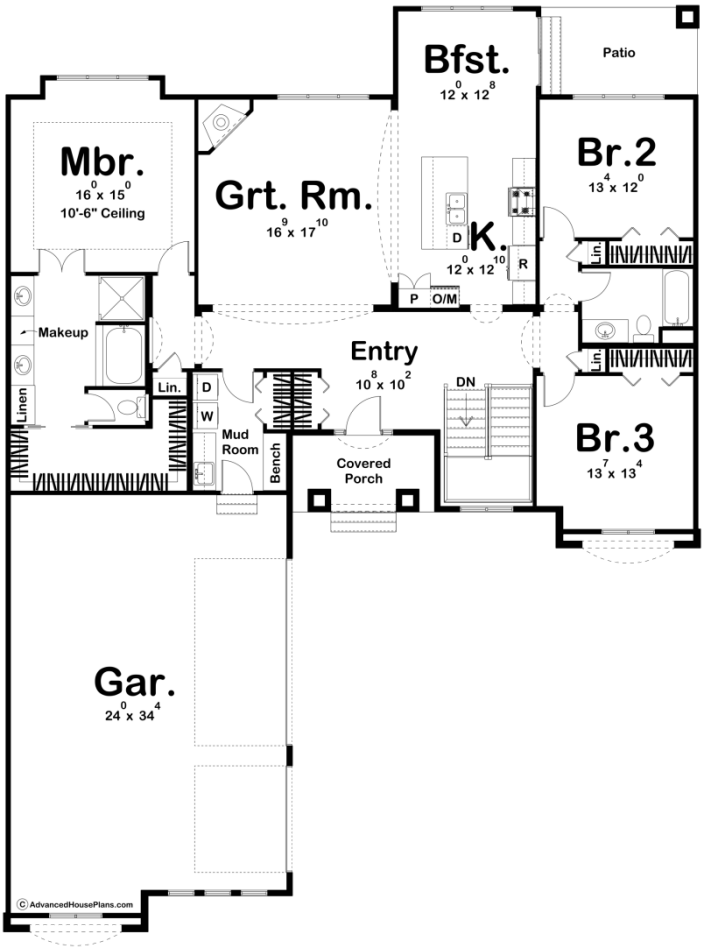 Patio
Bfst.
12⁰ x 12⁸
Mbr.
16⁰ x 15⁰
10'-6" Ceiling
Grt. Rm.
16⁹ x 17¹⁰
Br.2
13⁴ x 12⁰
D
K.
12⁰ x 12¹⁰
R
Lin.
P
O/M
Makeup
Entry
10⁸ x 10²
DN
Lin.
Lin.
D
W
Linen
Mud
Room
Bench
Covered
Porch
Br.3
13⁷ x 13⁴
Gar.
24⁰ x 34⁴
© AdvancedHousePlans.com